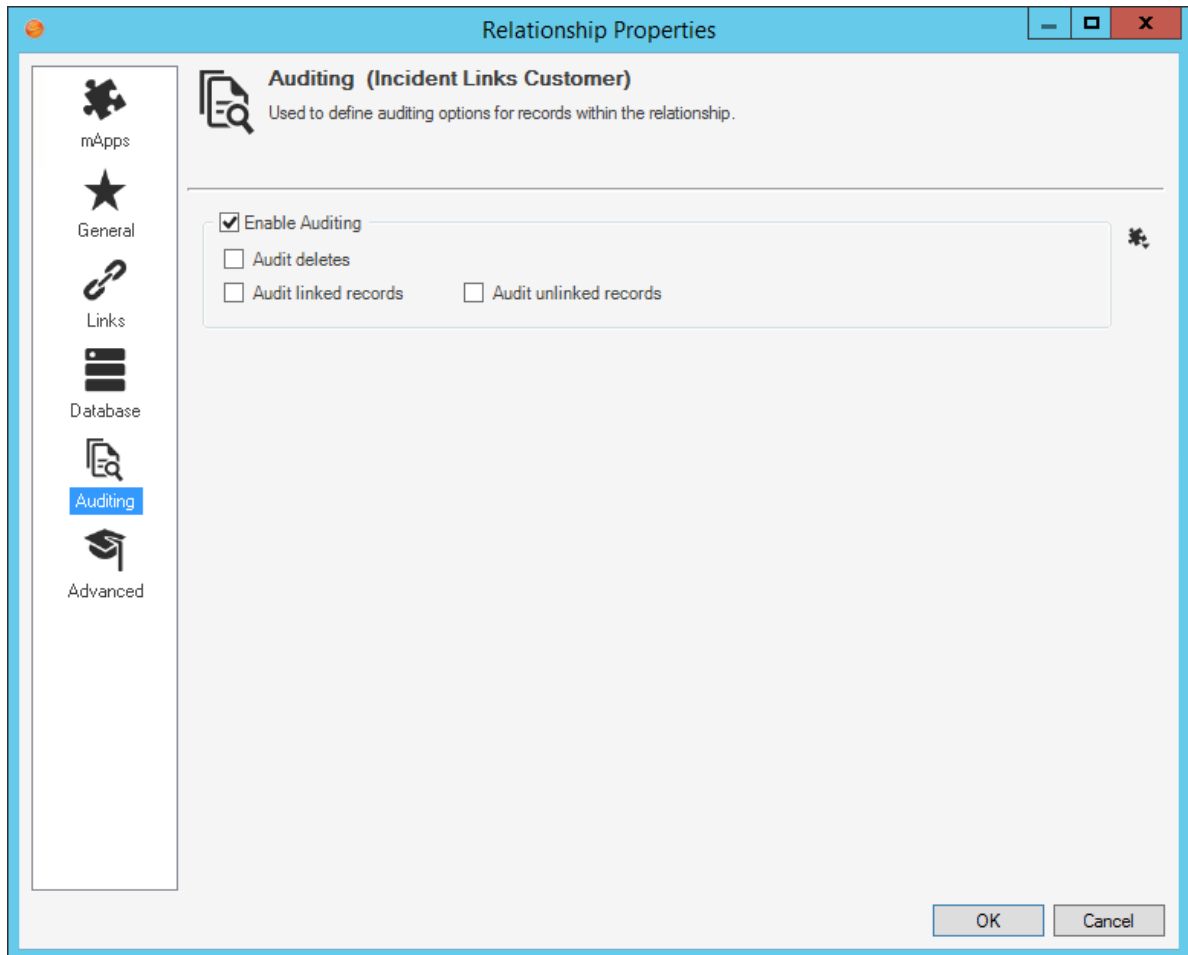 Relationship Properties
mApps
General
Links
Database
Auditing
Advanced
Auditing  (Incident Links Customer)
Used to define auditing options for records within the relationship.
Enable Auditing
Audit deletes
Audit linked records
Audit unlinked records
OK
Cancel